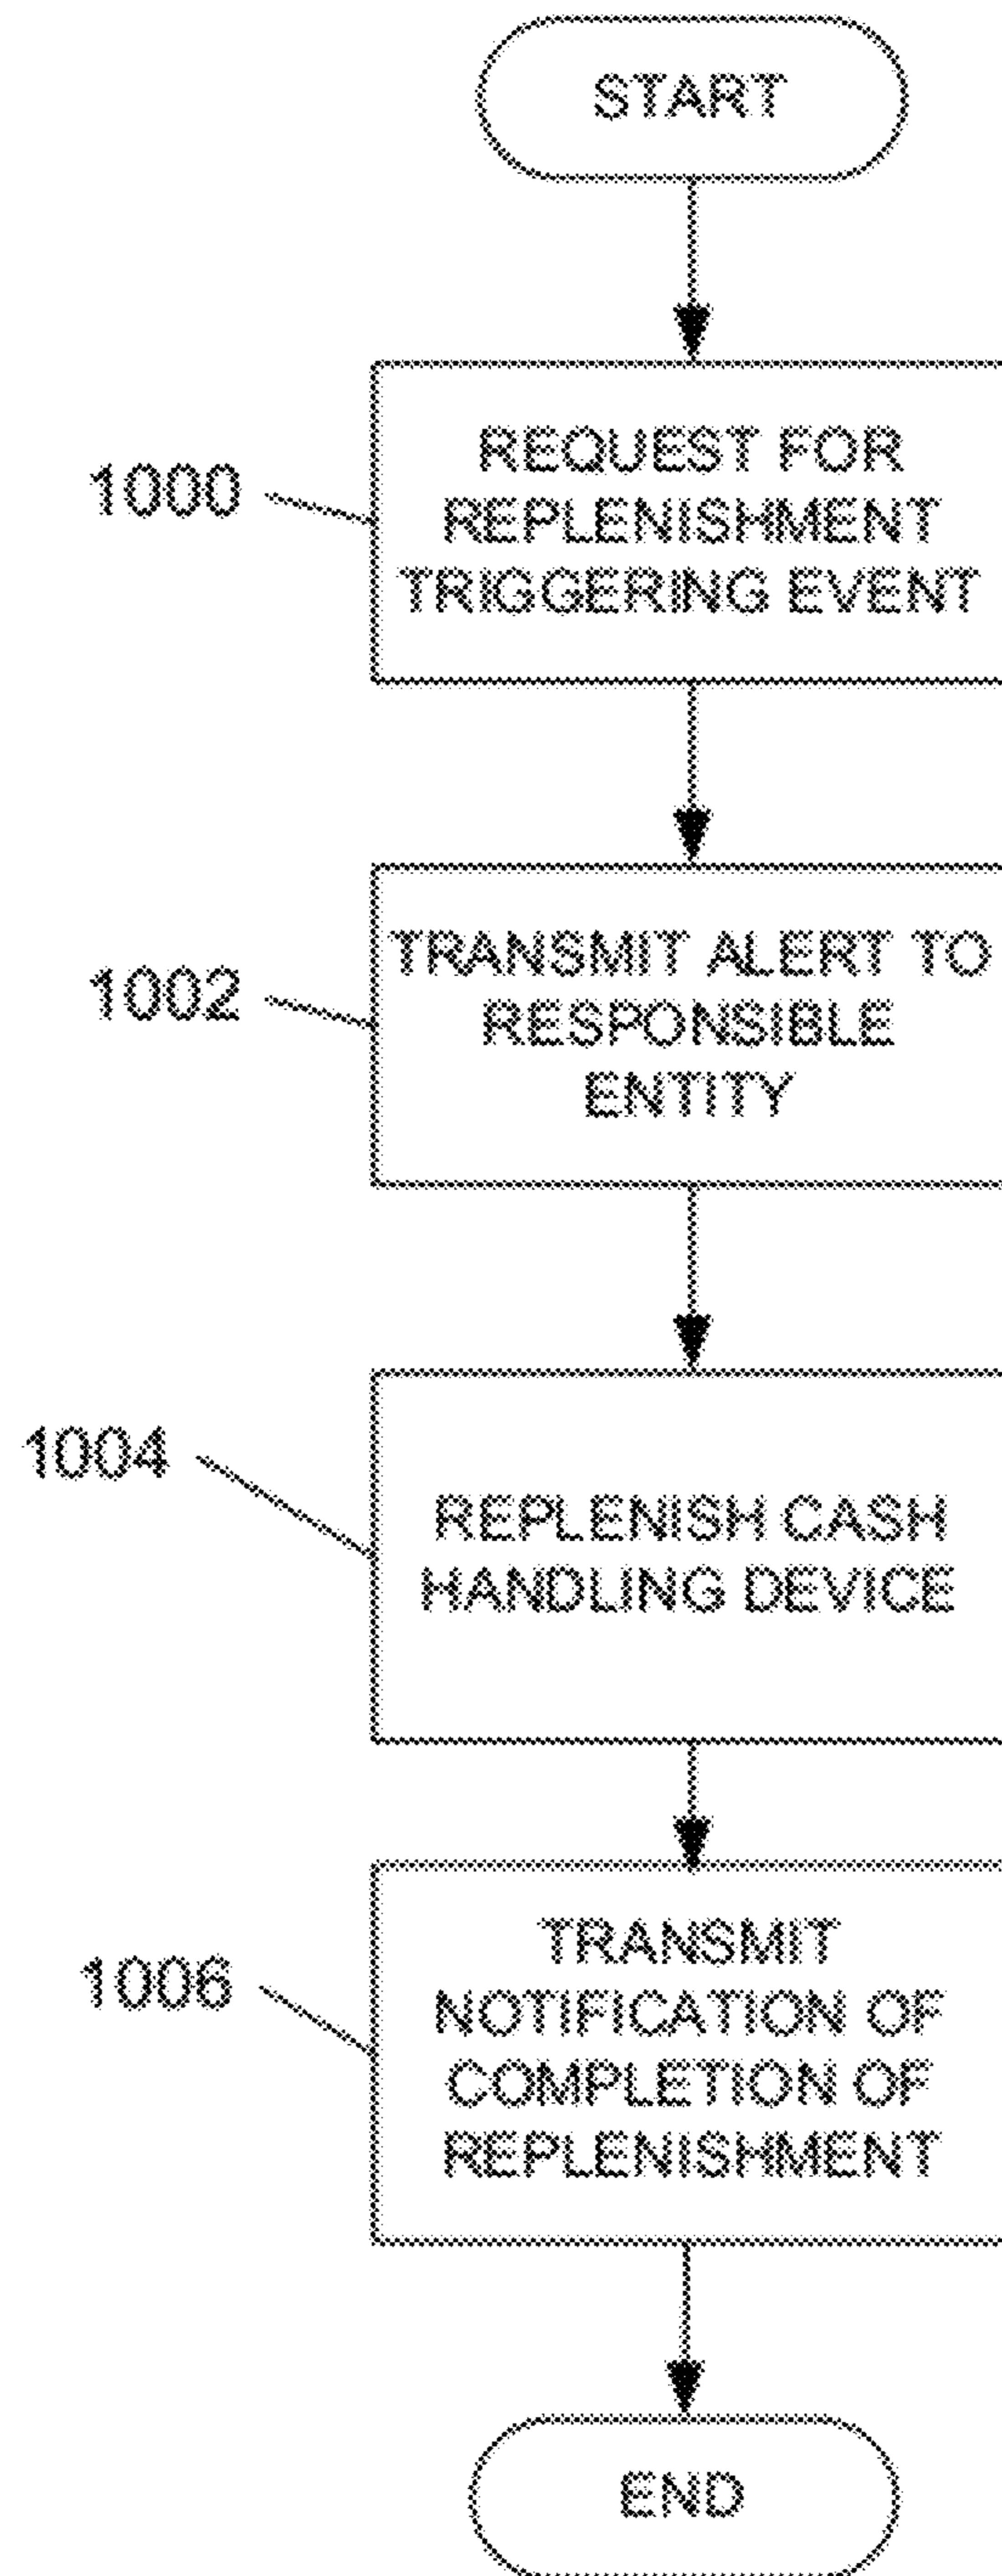 START
1000
REQUEST FOR
REPLENISHMENT
TRIGGERING EVENT
1002
TRANSMIT ALERT TO
RESPONSIBLE
ENTITY
1004
REPLENISH CASH
HANDLING DEVICE
1006
TRANSMIT
NOTIFICATION OF
COMPLETION OF
REPLENISHMENT
END